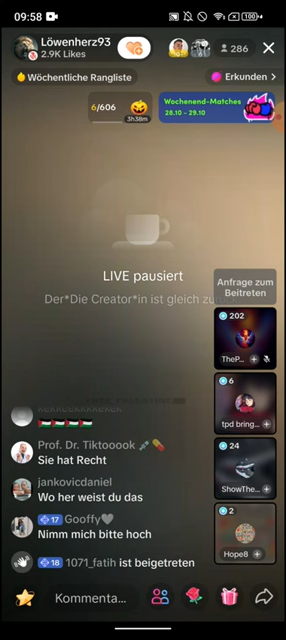 09:58
100
Löwenherz93
2.9K Likes
286
Wöchentliche Rangliste
Erkunden >
6/606
3h38m
Wochenend-Matches
28.10 - 29.10
LIVE pausiert
Der*Die Creator*in ist gleich zu
Anfrage zum
Beitreten
202
TheP...
6
tpd bring...
24
ShowThe...
2
Hope8
🇵🇸🇵🇸🇵🇸🇵🇸
Prof. Dr. Tiktooook 💉💊
Sie hat Recht
jankovicdaniel
Wo her weist du das
17 Gooffy🩶
Nimm mich bitte hoch
18 1071_fatih ist beigetreten
Kommenta...